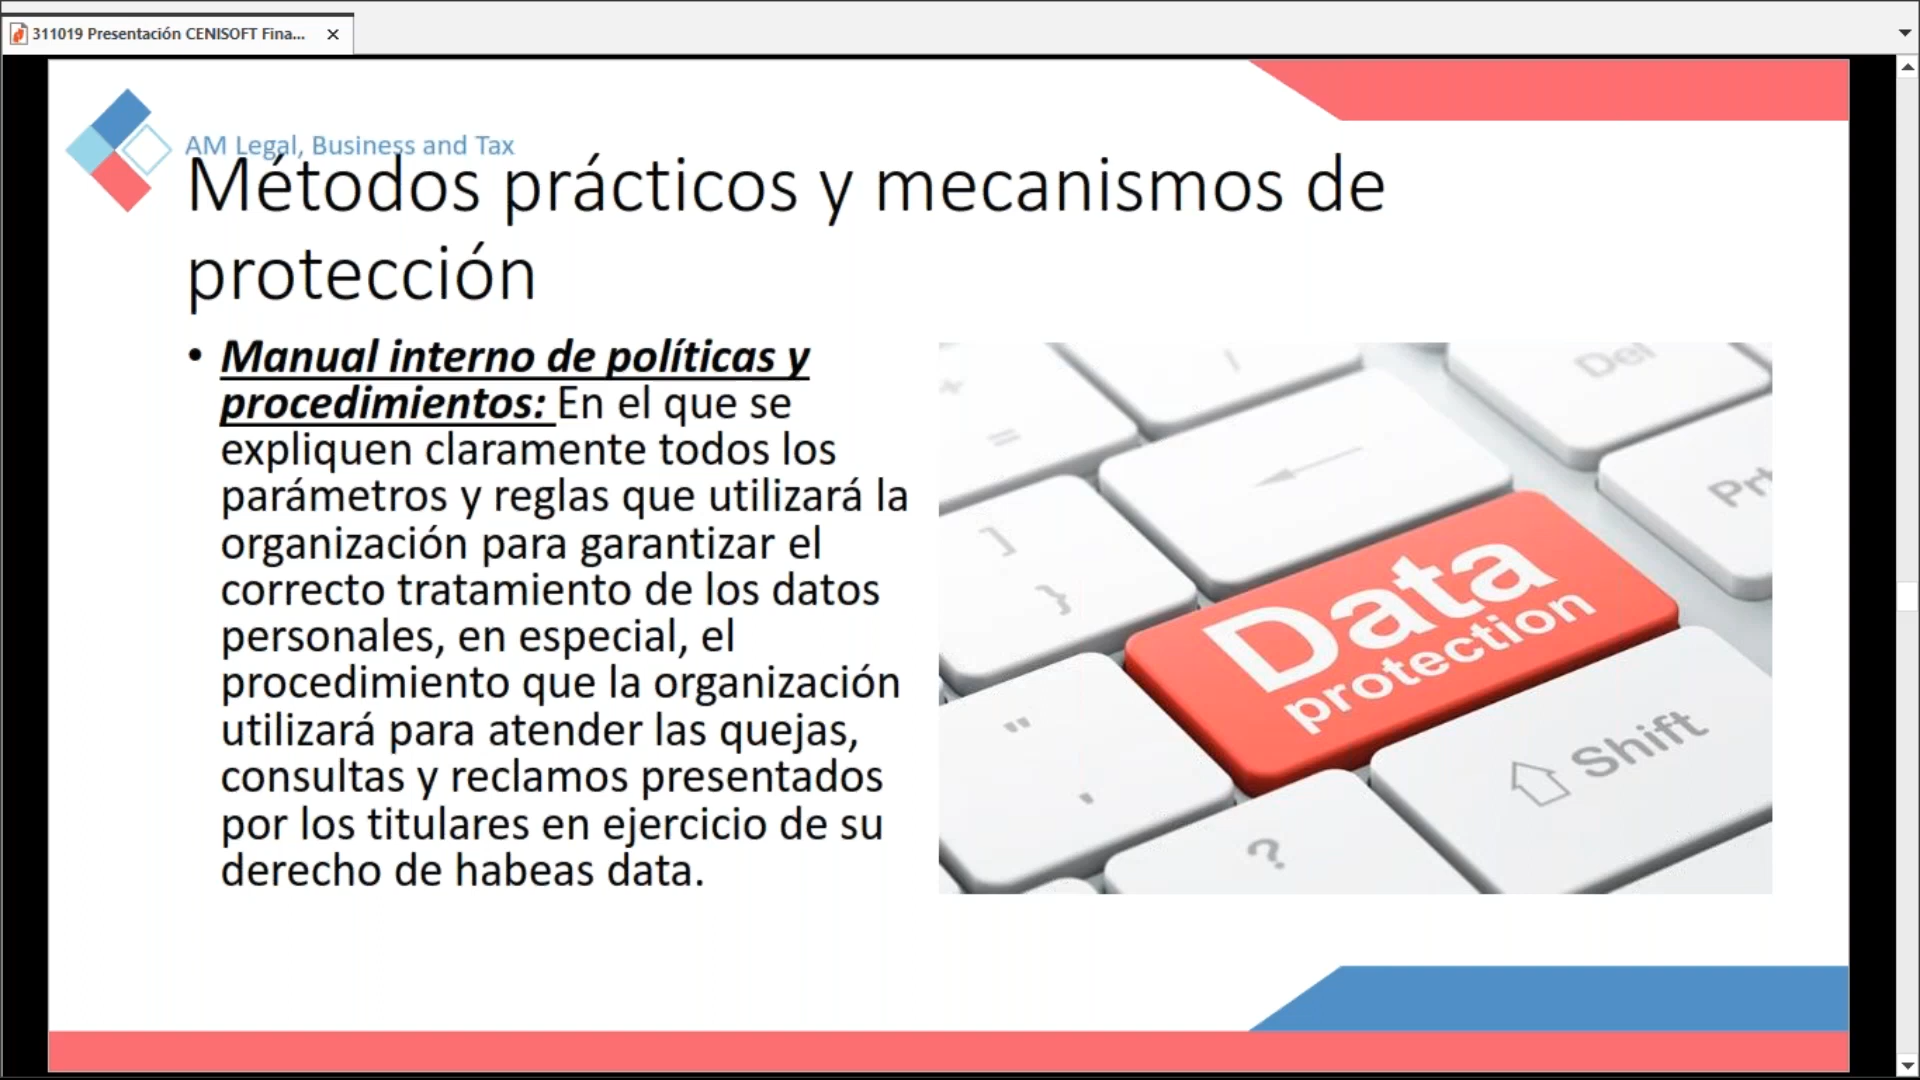 311019 Presentación CENISOFT Fina...
AM Legal, Business and Tax
Métodos prácticos y mecanismos de
protección
• Manual interno de políticas y
procedimientos: En el que se
expliquen claramente todos los
parámetros y reglas que utilizará la
organización para garantizar el
correcto tratamiento de los datos
personales, en especial, el
procedimiento que la organización
utilizará para atender las quejas,
consultas y reclamos presentados
por los titulares en ejercicio de su
derecho de habeas data.
+
=
/
Del
]
}
Prt
Data
protection
"
'
Shift
?